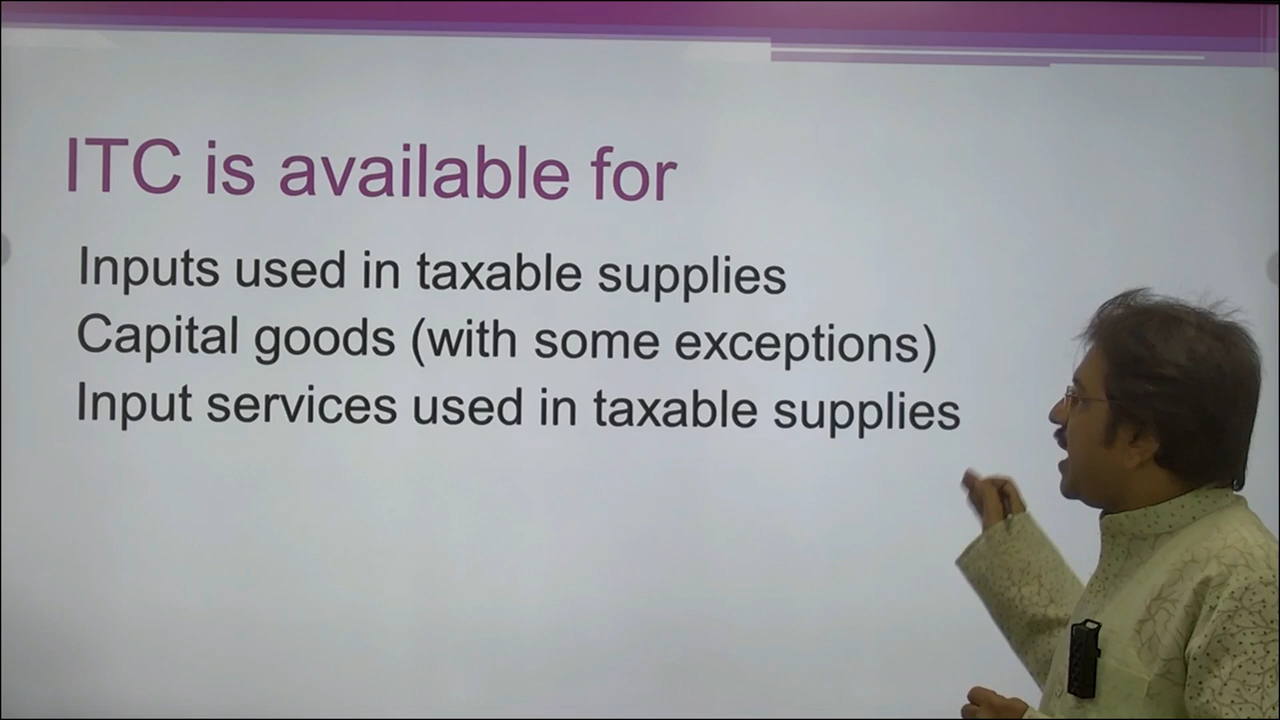 ITC is available for
Inputs used in taxable supplies
Capital goods (with some exceptions)
Input services used in taxable supplies